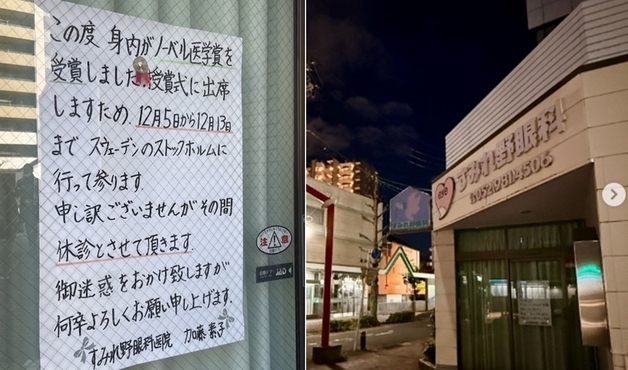 この度 身内がノーベル医学賞を
受賞しました。授賞式に出席
しますため、12月5日から12月13日
まで スウェーデンのストックホルムに
行って参ります。
申し訳ございませんがその間
休診とさせて頂きます。
御迷惑をおかけ致しますが
何卒よろしくお願い申し上げます。
すみれ野眼科医院 加藤 素子
注意
すみれ野眼科